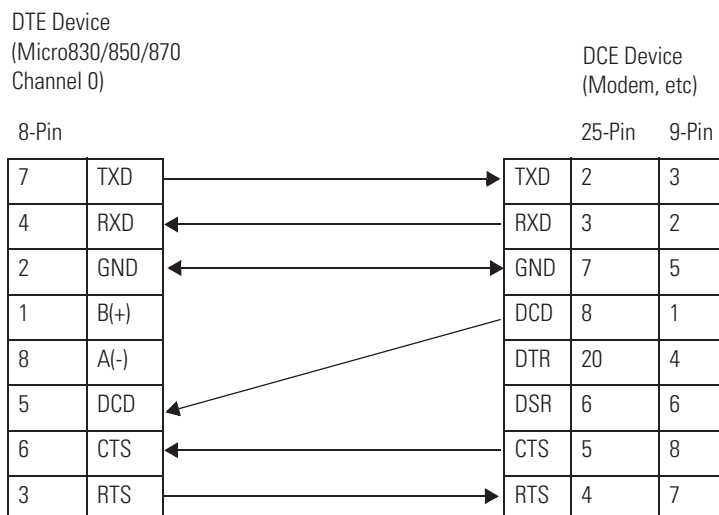 DTE Device
(Micro830/850/870
Channel 0)
DCE Device
(Modem, etc)
8-Pin
25-Pin 9-Pin
7 TXD TXD 2 3
4 RXD RXD 3 2
2 GND GND 7 5
1 B(+) DCD 8 1
8 A(-) DTR 20 4
5 DCD DSR 6 6
6 CTS CTS 5 8
3 RTS RTS 4 7